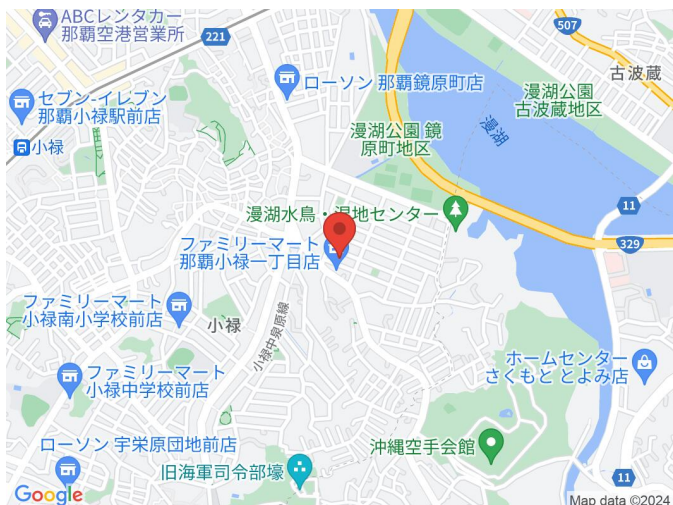 ABCレンタカー
那覇空港営業所
221
507
古波蔵
ローソン 那覇鏡原町店
セブン-イレブン
那覇小禄駅前店
小禄
漫湖公園
古波蔵地区
漫湖
漫湖公園 鏡
原町地区
11
漫湖水鳥・湿地センター
329
ファミリーマート
那覇小禄一丁目店
ファミリーマート
小禄南小学校前店
小禄
小禄中泉原線
ホームセンター
さくもと とよみ店
ファミリーマート
小禄中学校前店
沖縄空手会館
ローソン 宇栄原団地前店
旧海軍司令部壕
11
Google
Map data ©2024